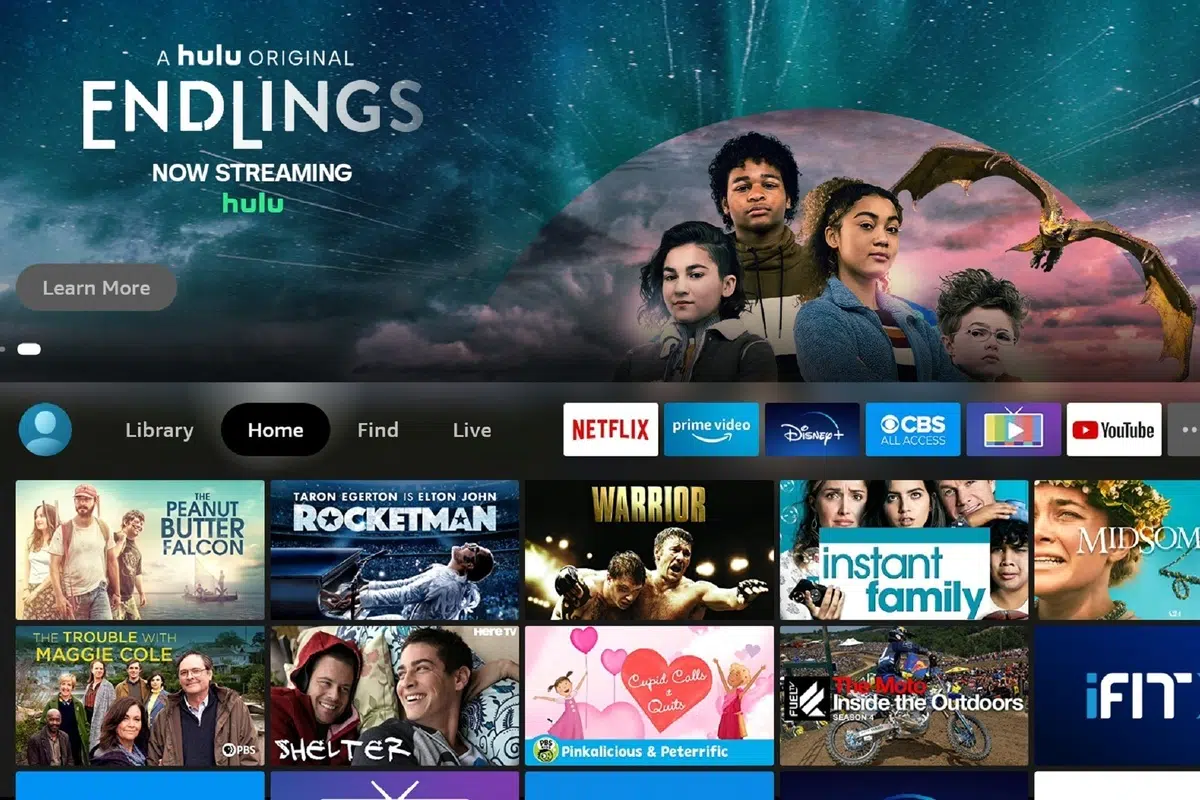 A hulu ORIGINAL
ENDLINGS
NOW STREAMING
hulu
Learn More
Library
Home
Find
Live
NETFLIX
prime video
Disney+
CBS
ALL ACCESS
YouTube
THE
PEANUT
BUTTER
FALCON
TARON EGERTON IS ELTON JOHN
ROCKETMAN
WARRIOR
instant
family
MIDSOM
THE TROUBLE WITH
MAGGIE COLE
PBS
here TV
SHELTER
Cupid Calls
it
Quits
PBS
KIDS
Pinkalicious & Peterrific
FUEL TV
The Moto
Inside the Outdoors
SEASON 4
iFIT